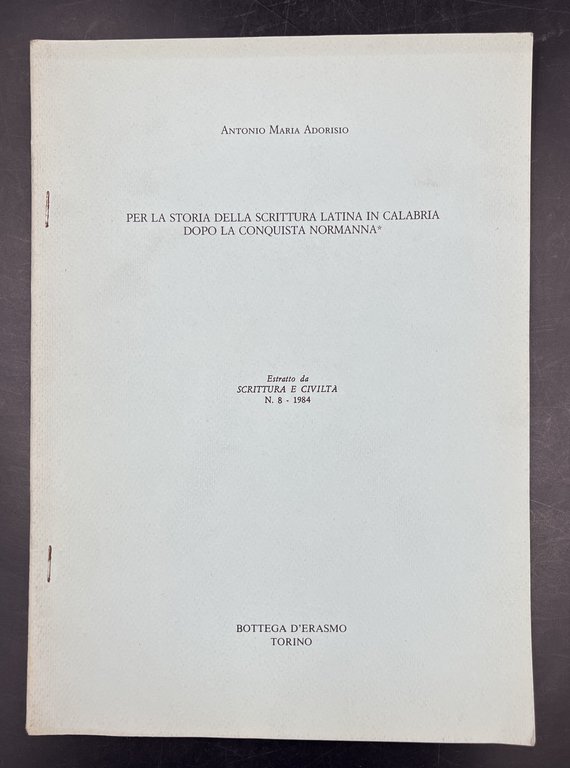 Antonio Maria Adorisio
PER LA STORIA DELLA SCRITTURA LATINA IN CALABRIA
DOPO LA CONQUISTA NORMANNA*
Estratto da
SCRITTURA E CIVILTÀ
N. 8 - 1984
BOTTEGA D'ERASMO
TORINO